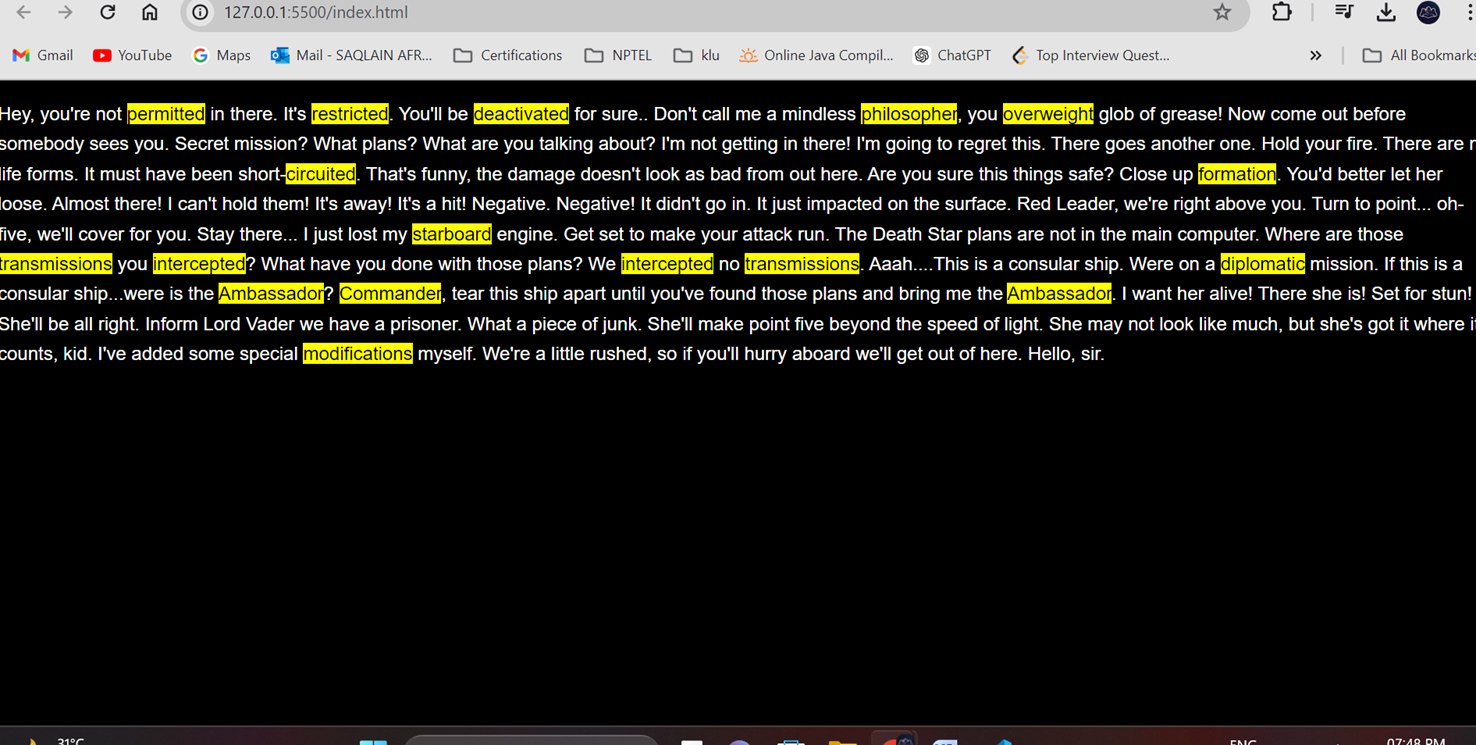 127.0.0.1:5500/index.html
Gmail YouTube Maps Mail - SAQLAIN AFR... Certifications NPTEL klu Online Java Compil... ChatGPT Top Interview Quest... » All Bookmarks
Hey, you're not permitted in there. It's restricted. You'll be deactivated for sure.. Don't call me a mindless philosopher, you overweight glob of grease! Now come out before
somebody sees you. Secret mission? What plans? What are you talking about? I'm not getting in there! I'm going to regret this. There goes another one. Hold your fire. There are
life forms. It must have been short-circuited. That's funny, the damage doesn't look as bad from out here. Are you sure this things safe? Close up formation. You'd better let her
loose. Almost there! I can't hold them! It's away! It's a hit! Negative. Negative! It didn't go in. It just impacted on the surface. Red Leader, we're right above you. Turn to point... oh-
five, we'll cover for you. Stay there... I just lost my starboard engine. Get set to make your attack run. The Death Star plans are not in the main computer. Where are those
transmissions you intercepted? What have you done with those plans? We intercepted no transmissions. Aaah....This is a consular ship. Were on a diplomatic mission. If this is a
consular ship...were is the Ambassador? Commander, tear this ship apart until you've found those plans and bring me the Ambassador. I want her alive! There she is! Set for stun!
She'll be all right. Inform Lord Vader we have a prisoner. What a piece of junk. She'll make point five beyond the speed of light. She may not look like much, but she's got it where it
counts, kid. I've added some special modifications myself. We're a little rushed, so if you'll hurry aboard we'll get out of here. Hello, sir.
31°C ENG 07:48 PM